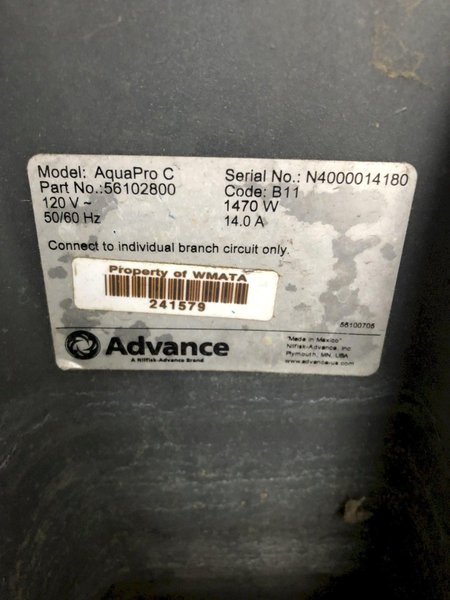 Model: AquaPro C Serial No.: N4000014180
Part No.:56102800 Code: B11
120 V ~ 1470 W
50/60 Hz 14.0 A
Connect to individual branch circuit only.
Property of WMATA
241579
56100705
Advance
A Nilfisk-Advance Brand
"Made in Mexico"
Nilfisk-Advance, Inc.
Plymouth, MN, USA
www.advance-us.com